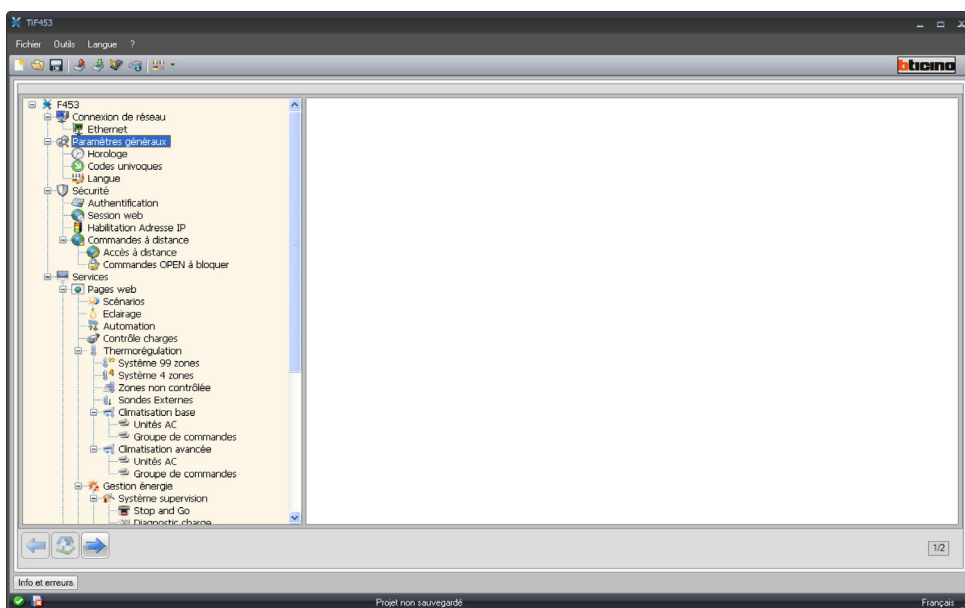 TIF453
Fichier Outils Langue ?
bticino
F453
Connexion de réseau
Ethernet
Paramètres généraux
Horologe
Codes univoques
Langue
Sécurité
Authentification
Session web
Habilitation Adresse IP
Commandes à distance
Accès à distance
Commandes OPEN à bloquer
Services
Pages web
Scénarios
Eclairage
Automation
Contrôle charges
Thermorégulation
Système 99 zones
Système 4 zones
Zones non contrôlée
Sondes Externes
Climatisation base
Unités AC
Groupe de commandes
Climatisation avancée
Unités AC
Groupe de commandes
Gestion énergie
Système supervision
Stop and Go
Diagnostic charge
1/2
Info et erreurs
Projet non sauvegardé Français